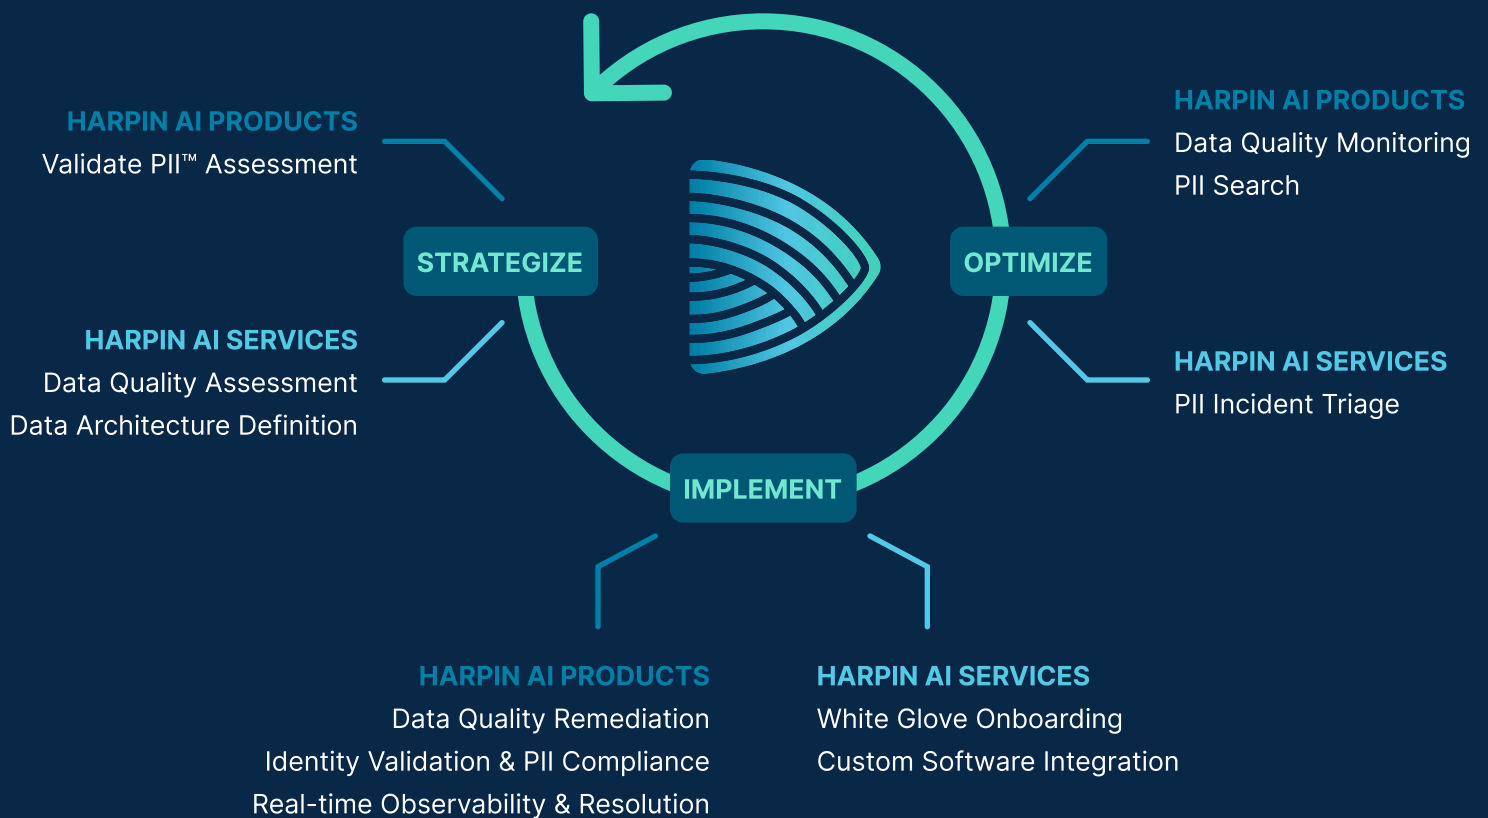 HARPIN AI PRODUCTS
Validate PII™ Assessment
STRATEGIZE
HARPIN AI SERVICES
Data Quality Assessment
Data Architecture Definition
IMPLEMENT
HARPIN AI PRODUCTS
Data Quality Remediation
Identity Validation & PII Compliance
Real-time Observability & Resolution
HARPIN AI SERVICES
White Glove Onboarding
Custom Software Integration
HARPIN AI PRODUCTS
Data Quality Monitoring
PII Search
OPTIMIZE
HARPIN AI SERVICES
PII Incident Triage